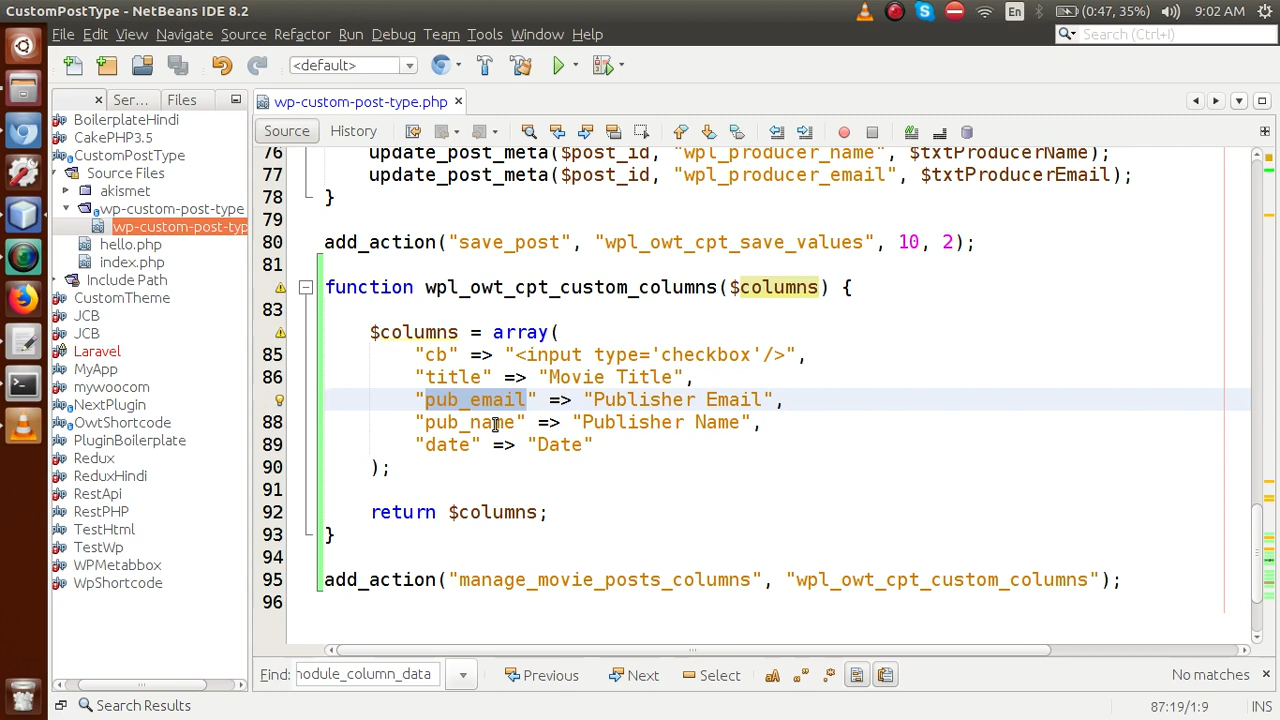 CustomPostType - NetBeans IDE 8.2
En
(0:47, 35%)
9:02 AM
File Edit View Navigate Source Refactor Run Debug Team Tools Window Help
Search (Ctrl+I)
<default>
Ser...
Files
wp-custom-post-type.php
Source
History
BoilerplateHindi
CakePHP3.5
CustomPostType
Source Files
akismet
wp-custom-post-type
wp-custom-post-typ
hello.php
index.php
Include Path
CustomTheme
JCB
JCB
Laravel
MyApp
mywoocom
NextPlugin
OwtShortcode
PluginBoilerplate
Redux
ReduxHindi
RestApi
RestPHP
TestHtml
TestWp
WPMetabbox
WpShortcode
76 update_post_meta($post_id, "wpl_producer_name", $txtProducerName);
77 update_post_meta($post_id, "wpl_producer_email", $txtProducerEmail);
78 }
79
80 add_action("save_post", "wpl_owt_cpt_save_values", 10, 2);
81
function wpl_owt_cpt_custom_columns($columns) {
83
$columns = array(
85 "cb" => "<input type='checkbox'/>",
86 "title" => "Movie Title",
"pub_email" => "Publisher Email",
88 "pub_name" => "Publisher Name",
89 "date" => "Date"
90 );
91
92 return $columns;
93 }
94
95 add_action("manage_movie_posts_columns", "wpl_owt_cpt_custom_columns");
96
Find:
odule_column_data
Previous
Next
Select
No matches
Search Results
87:19/1:9
INS